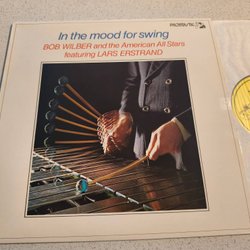 In the mood for swing
BOB WILBER and the American All Stars
featuring LARS ERSTRAND